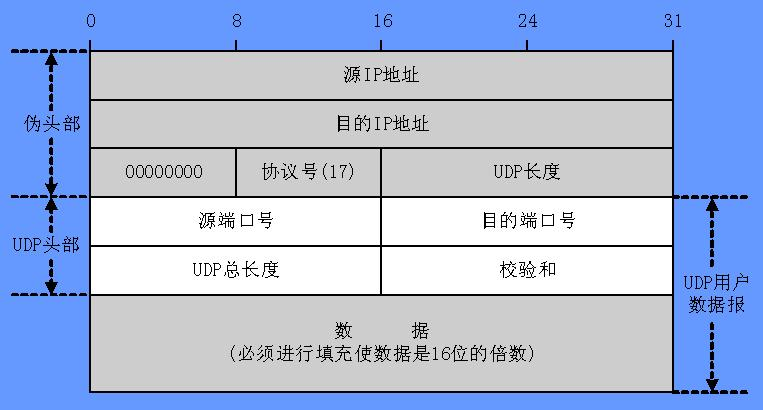 0 8 16 24 31
源IP地址
伪头部
目的IP地址
00000000 协议号(17) UDP长度
源端口号 目的端口号
UDP头部
UDP总长度 校验和
UDP用户
数据报
数 据
(必须进行填充使数据是16位的倍数)